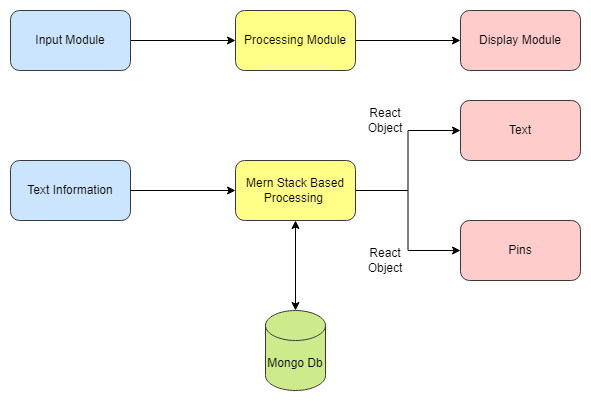 Input Module
Processing Module
Display Module
React
Object
Text
Text Information
Mern Stack Based
Processing
React
Object
Pins
Mongo Db